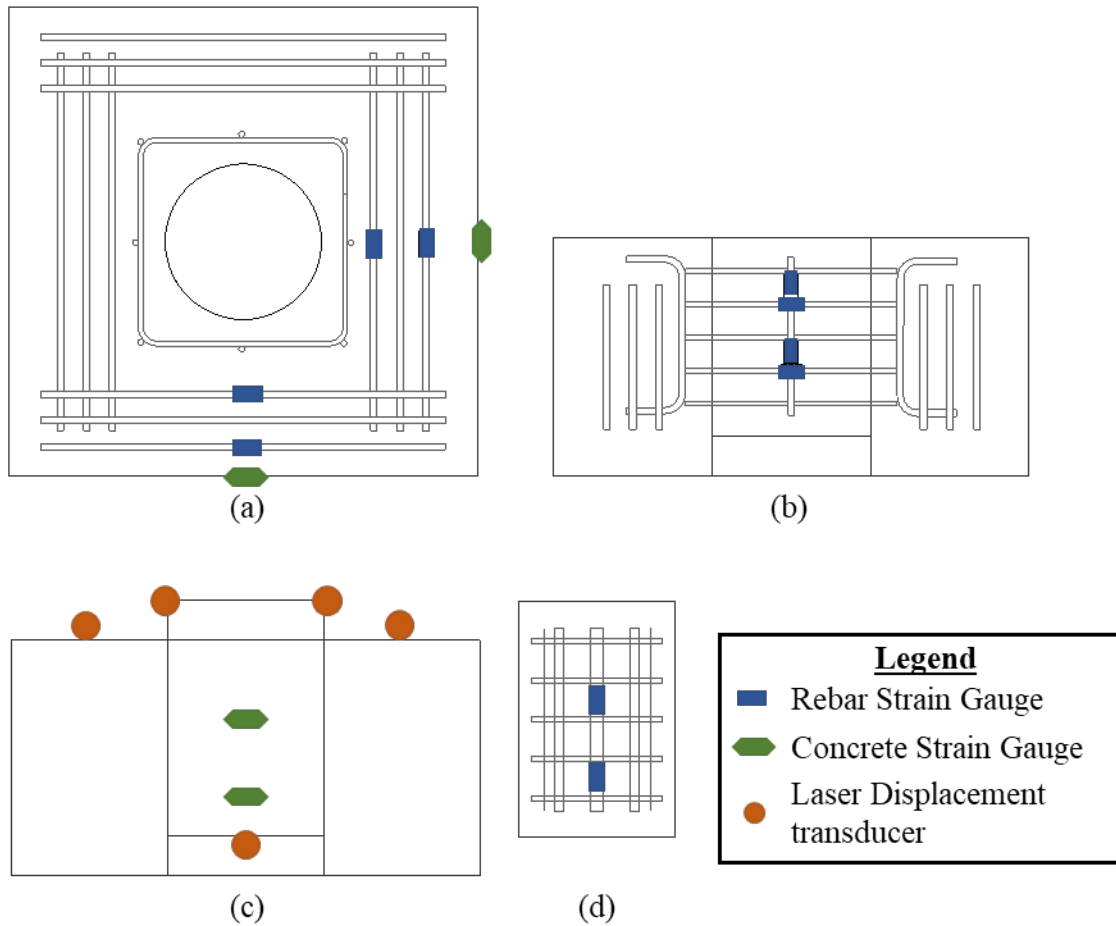 (a)
(b)
(c)
(d)
Legend
Rebar Strain Gauge
Concrete Strain Gauge
Laser Displacement
transducer